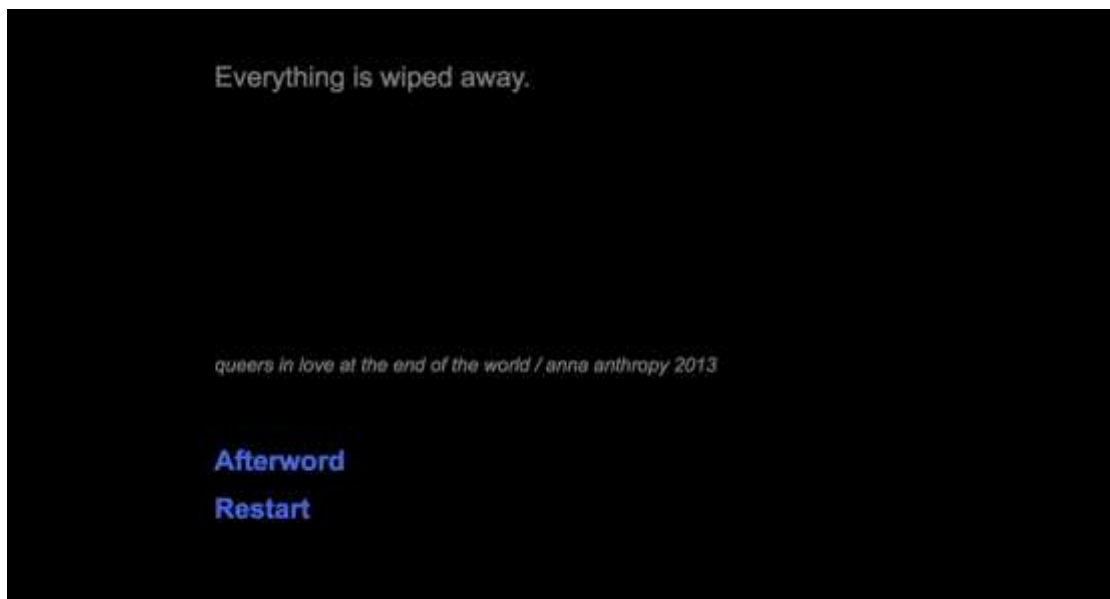 Everything is wiped away.
queers in love at the end of the world / anna anthropy 2013
Afterword
Restart